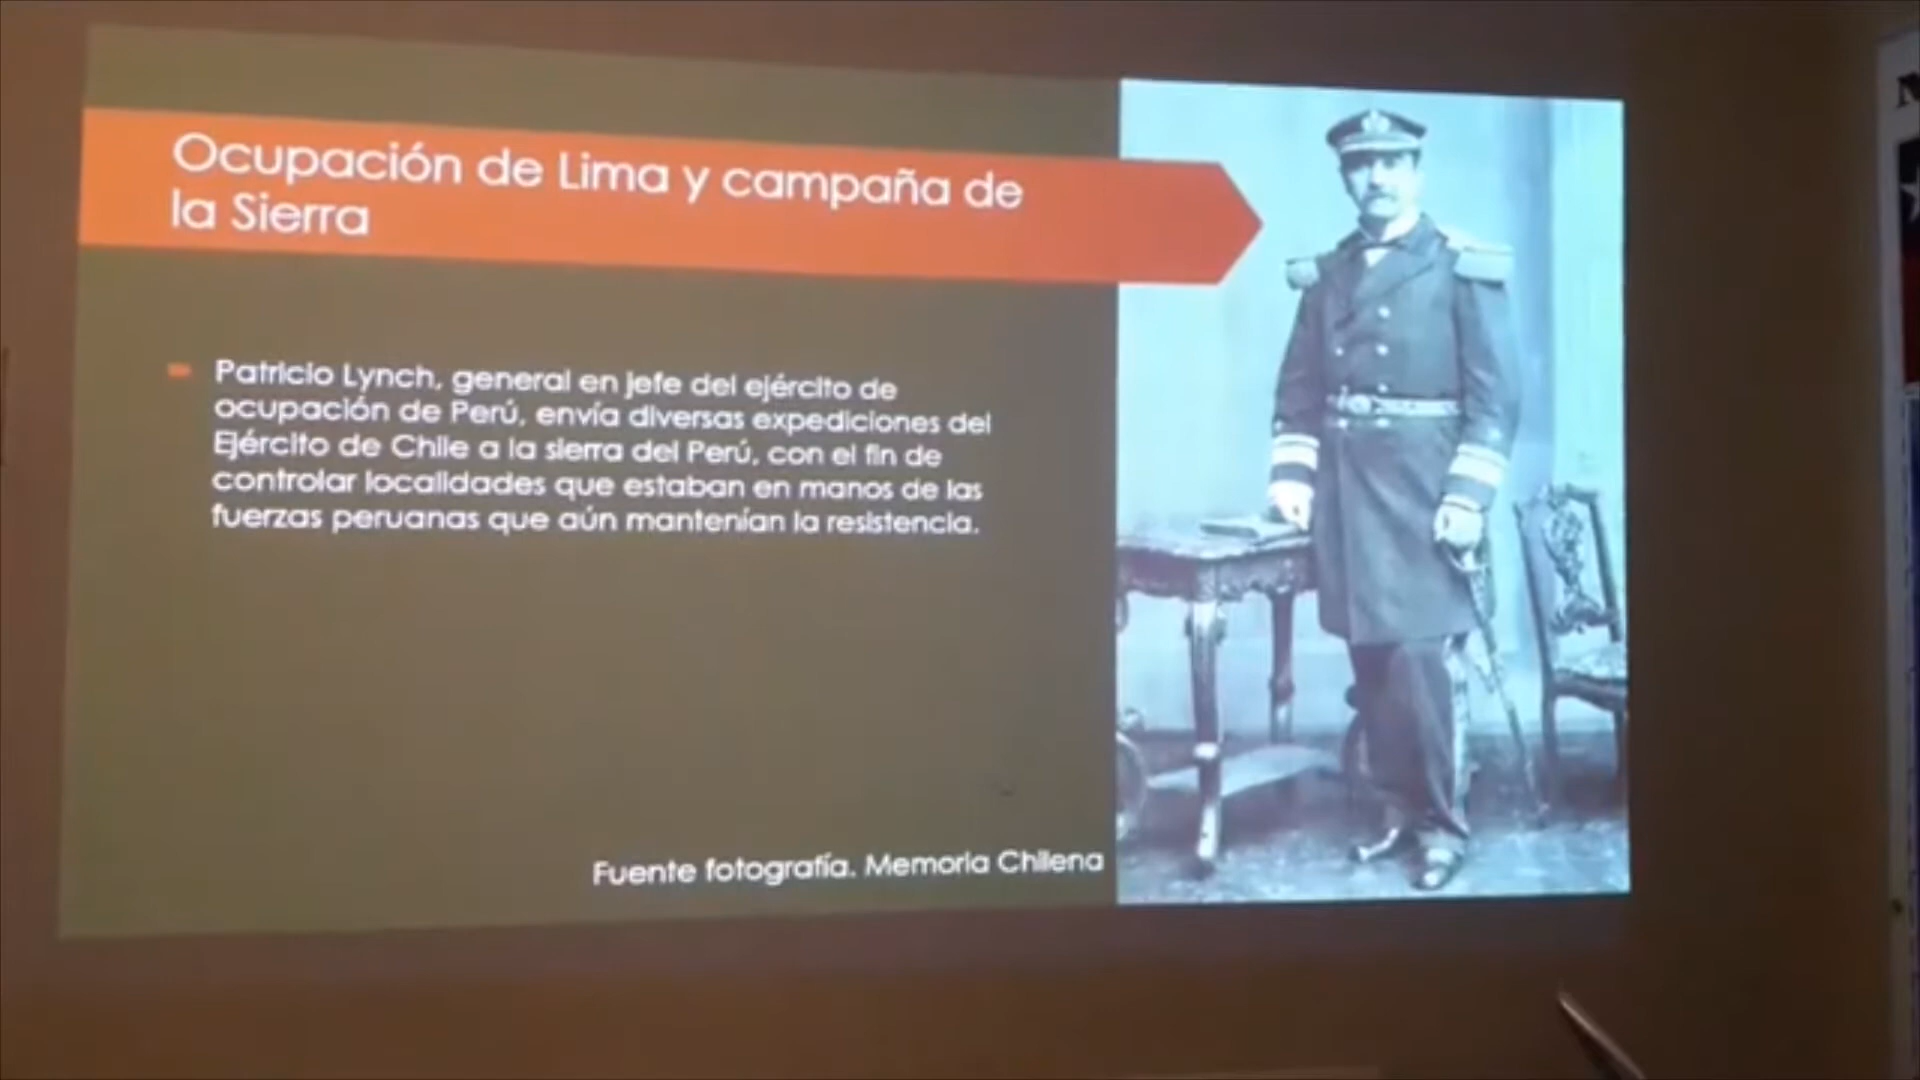 Ocupación de Lima y campaña de
la Sierra
Patricio Lynch, general en jefe del ejército de
ocupación de Perú, envía diversas expediciones del
Ejército de Chile a la sierra del Perú, con el fin de
controlar localidades que estaban en manos de las
fuerzas peruanas que aún mantenían la resistencia.
Fuente fotografía. Memoria Chilena